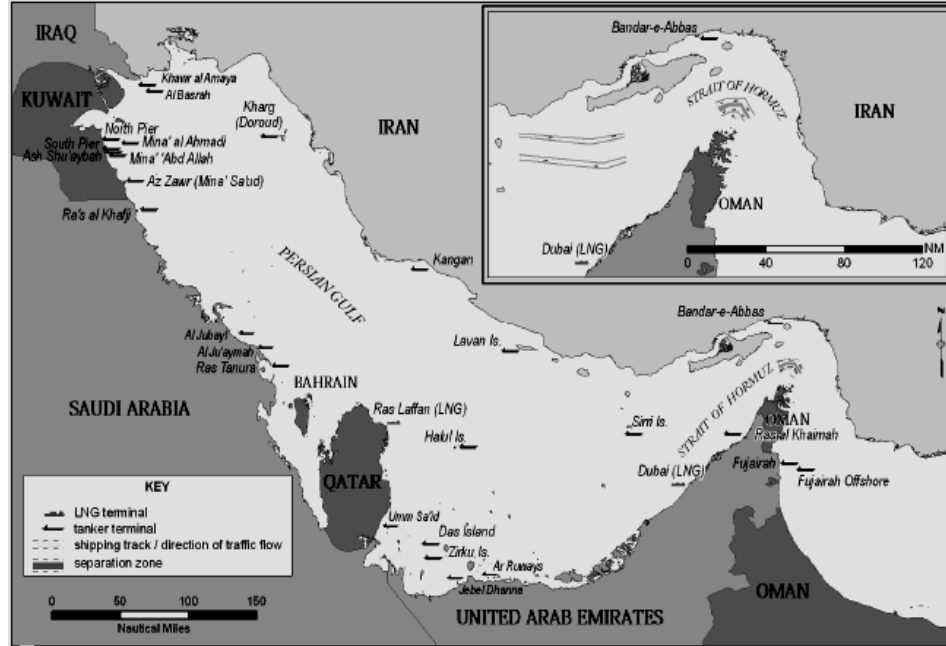 IRAQ
KUWAIT
Khawr al Amaya
Al Basrah
Kharg
(Doroud)
IRAN
North Pier
South Pier
Mina' al Ahmadi
Ash Shu'aybah
Mina' 'Abd Allah
Az Zawr (Mina' Sa'ud)
Ra's al Khafji
PERSIAN GULF
Kangan
Al Jubayl
Al Ju'aymah
Ras Tanura
Lavan Is.
BAHRAIN
SAUDI ARABIA
Ras Laffan (LNG)
Halul Is.
Sirri Is.
QATAR
Umm Sa'id
Das Island
Zirku Is.
Ar Ruways
Jebel Dhanna
UNITED ARAB EMIRATES
Bandar-e-Abbas
STRAIT OF HORMUZ
OMAN
Ras al Khaimah
Dubai (LNG)
Fujairah
Fujairah Offshore
OMAN
Bandar-e-Abbas
STRAIT OF HORMUZ
IRAN
OMAN
Dubai (LNG)
NM
0 40 80 120
KEY
LNG terminal
tanker terminal
shipping track / direction of traffic flow
separation zone
0 50 100 150
Nautical Miles